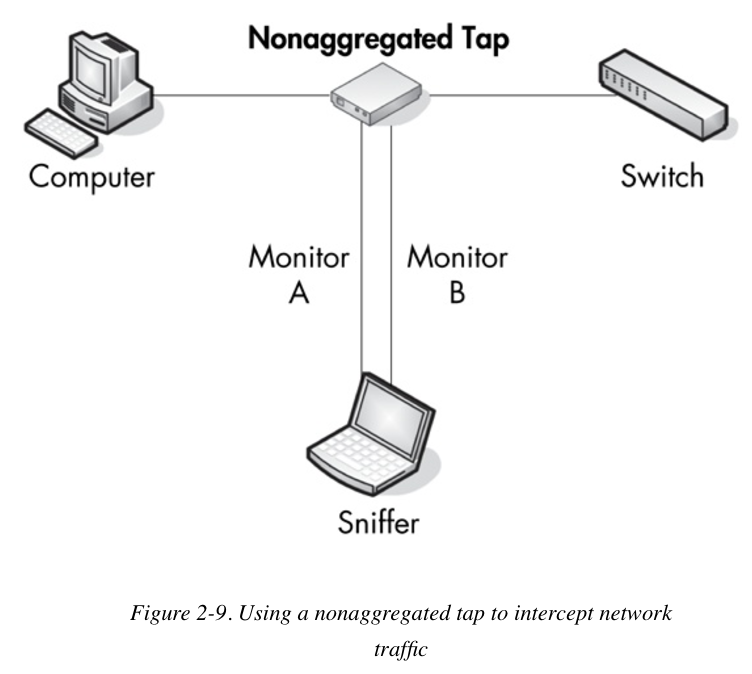 Nonaggregated Tap
Computer
Switch
Monitor
A
Monitor
B
Sniffer
Figure 2-9. Using a nonaggregated tap to intercept network
traffic